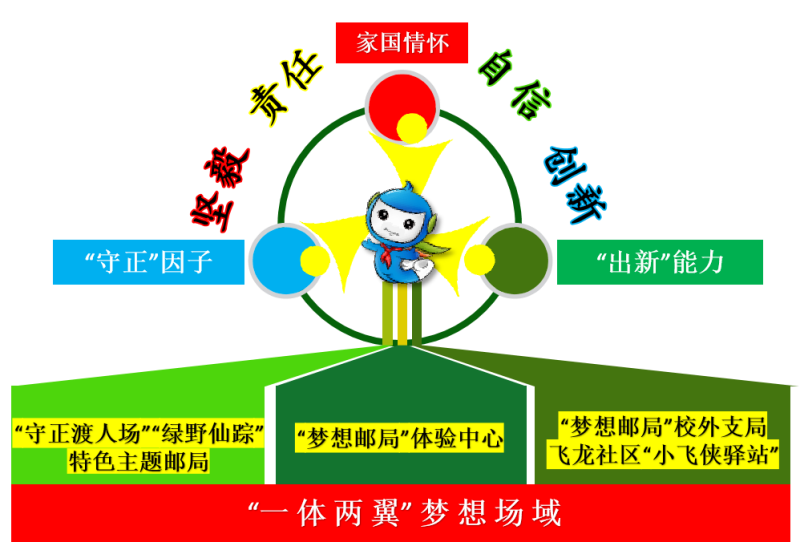 家国情怀
坚毅 责任
自信 创新
“守正”因子
“出新”能力
“守正渡人场”“绿野仙踪”
特色主题邮局
“梦想邮局”体验中心
“梦想邮局”校外支局
飞龙社区“小飞侠驿站”
“一体两翼”梦想场域